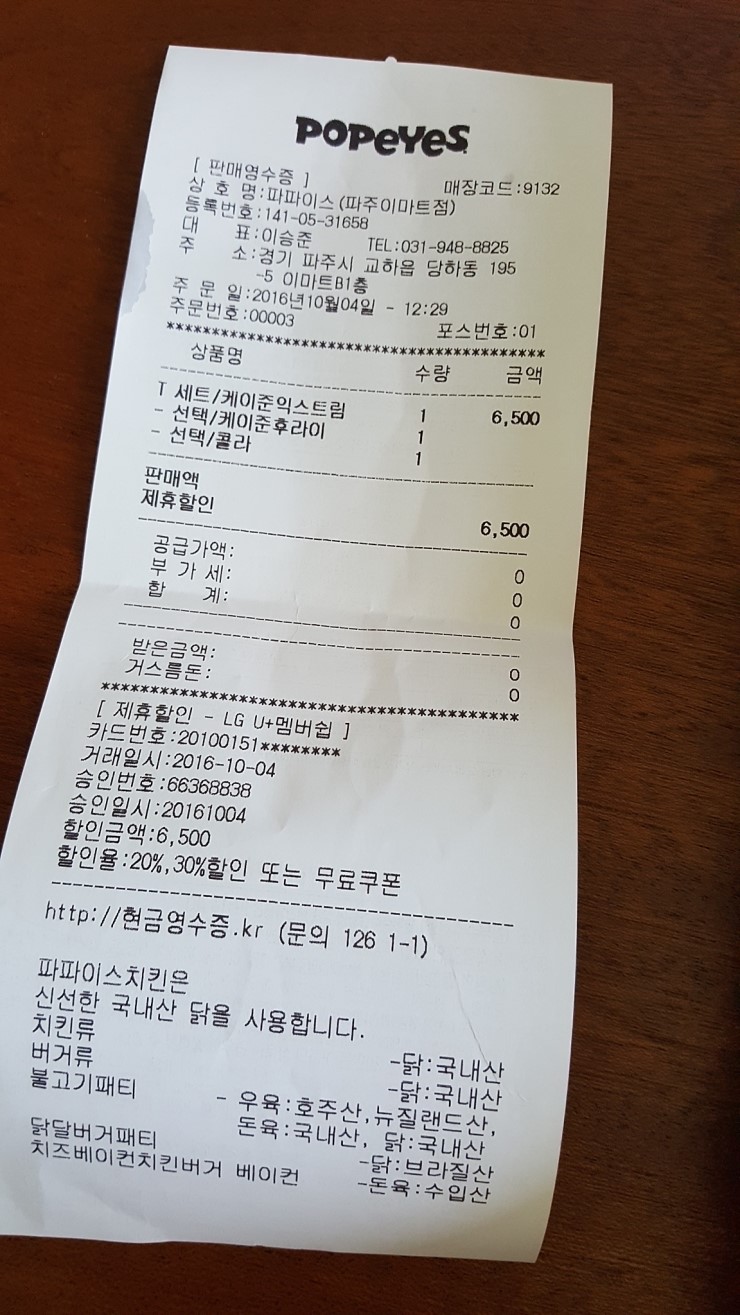 POPEYES
[ 판매영수증 ] 매장코드:9132
상 호 명:파파이스(파주이마트점)
등록번호:141-05-31658
대 표:이승준 TEL:031-948-8825
주 소:경기 파주시 교하읍 당하동 195
-5 이마트B1층
주 문 일:2016년10월04일 - 12:29
주문번호:00003 포스번호:01
******************************************
상품명 수량 금액
T 세트/케이준익스트림 1 6,500
- 선택/케이준후라이 1
- 선택/콜라 1
판매액
제휴할인 6,500
공급가액: 0
부 가 세: 0
합 계: 0
받은금액: 0
거스름돈: 0
******************************************
[ 제휴할인 - LG U+멤버쉽 ]
카드번호:20100151********
거래일시:2016-10-04
승인번호:66368838
승인일시:20161004
할인금액:6,500
할인율:20%,30%할인 또는 무료쿠폰
http://현금영수증.kr (문의 126 1-1)
파파이스치킨은
신선한 국내산 닭을 사용합니다.
치킨류 -닭:국내산
버거류 -닭:국내산
불고기패티 - 우육:호주산,뉴질랜드산,
돈육:국내산, 닭:국내산
닭달버거패티 -닭:브라질산
치즈베이컨치킨버거 베이컨 -돈육:수입산